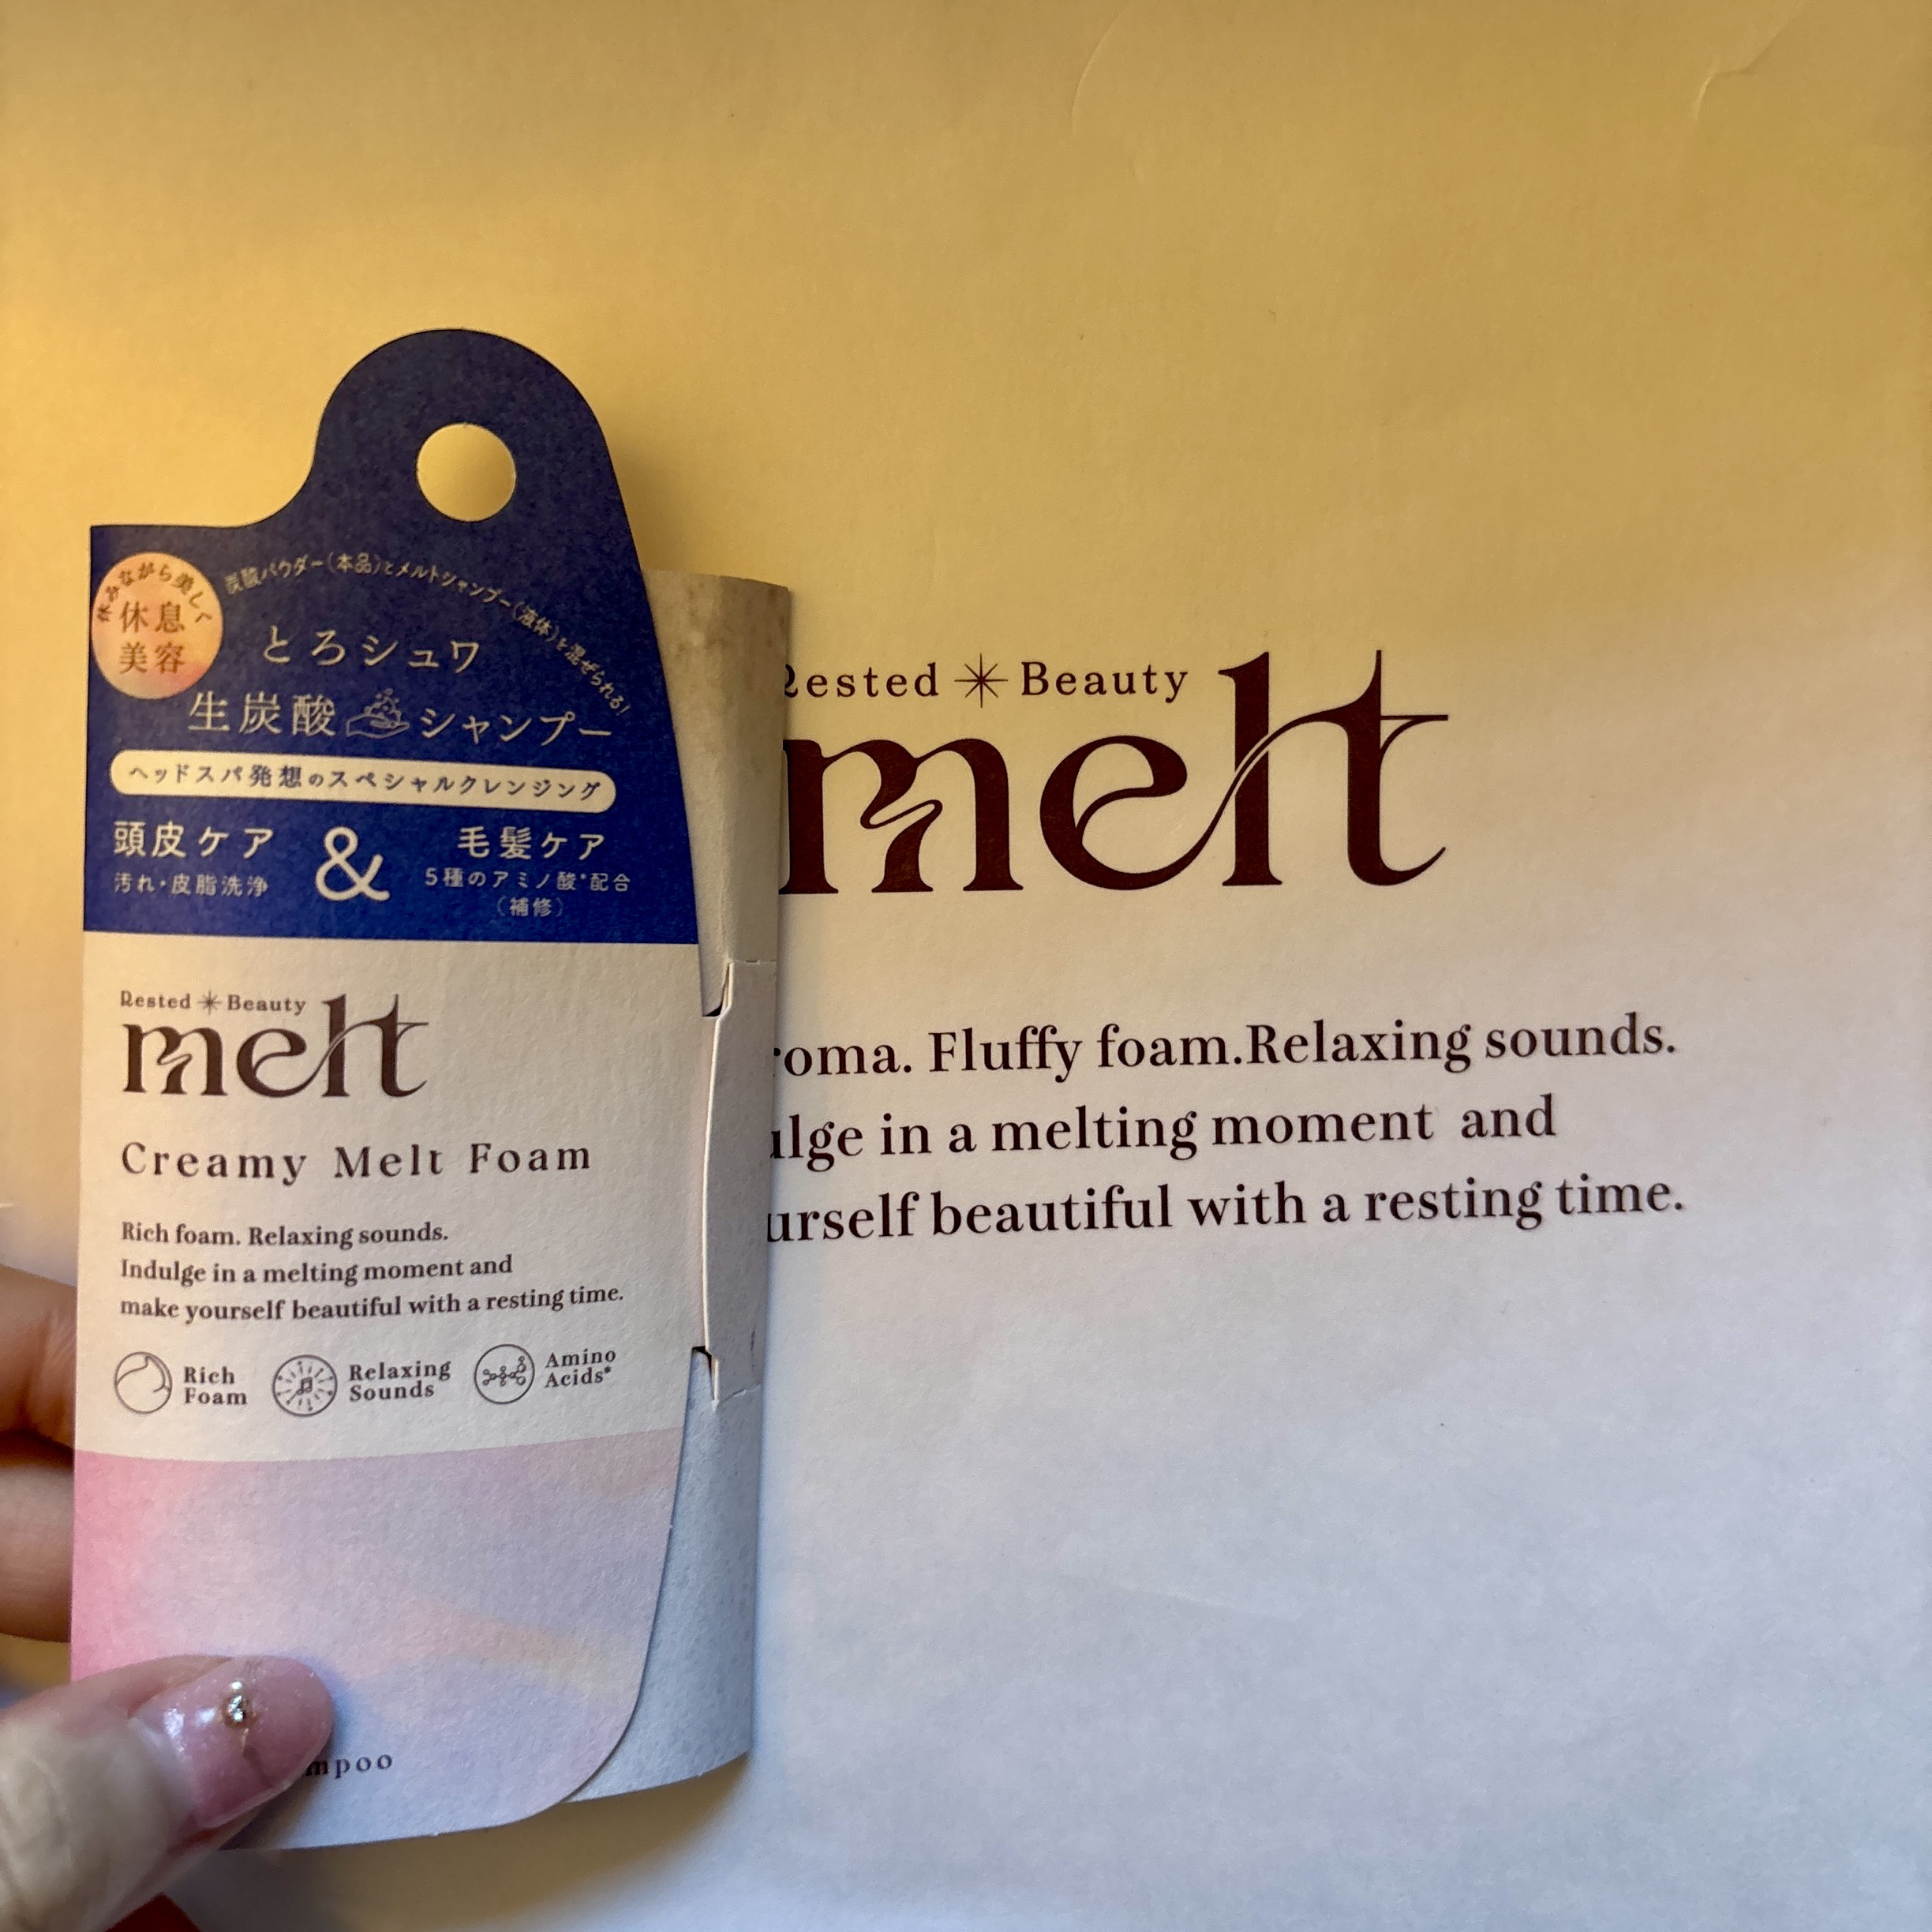 炭酸パウダー（本品）とメルトシャンプー（液体）を混ぜられる！
休みながら美しく
休息
美容
とろシュワ
生炭酸シャンプー
ヘッドスパ発想のスペシャルクレンジング
頭皮ケア
汚れ・皮脂洗浄
&
毛髪ケア
5種のアミノ酸*配合
（補修）
Rested Beauty
melt
Creamy Melt Foam
Rich foam. Relaxing sounds.
Indulge in a melting moment and
make yourself beautiful with a resting time.
Rich
Foam
Relaxing
Sounds
Amino
Acids*
mpoo
Rested Beauty
melt
roma. Fluffy foam.Relaxing sounds.
ulge in a melting moment and
urself beautiful with a resting time.